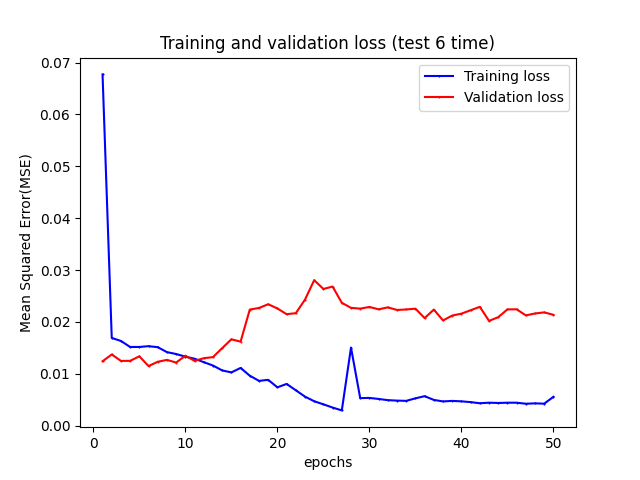 Training and validation loss (test 6 time)
Training loss
Validation loss
Mean Squared Error(MSE)
0.07
0.06
0.05
0.04
0.03
0.02
0.01
0.00
0 10 20 30 40 50
epochs